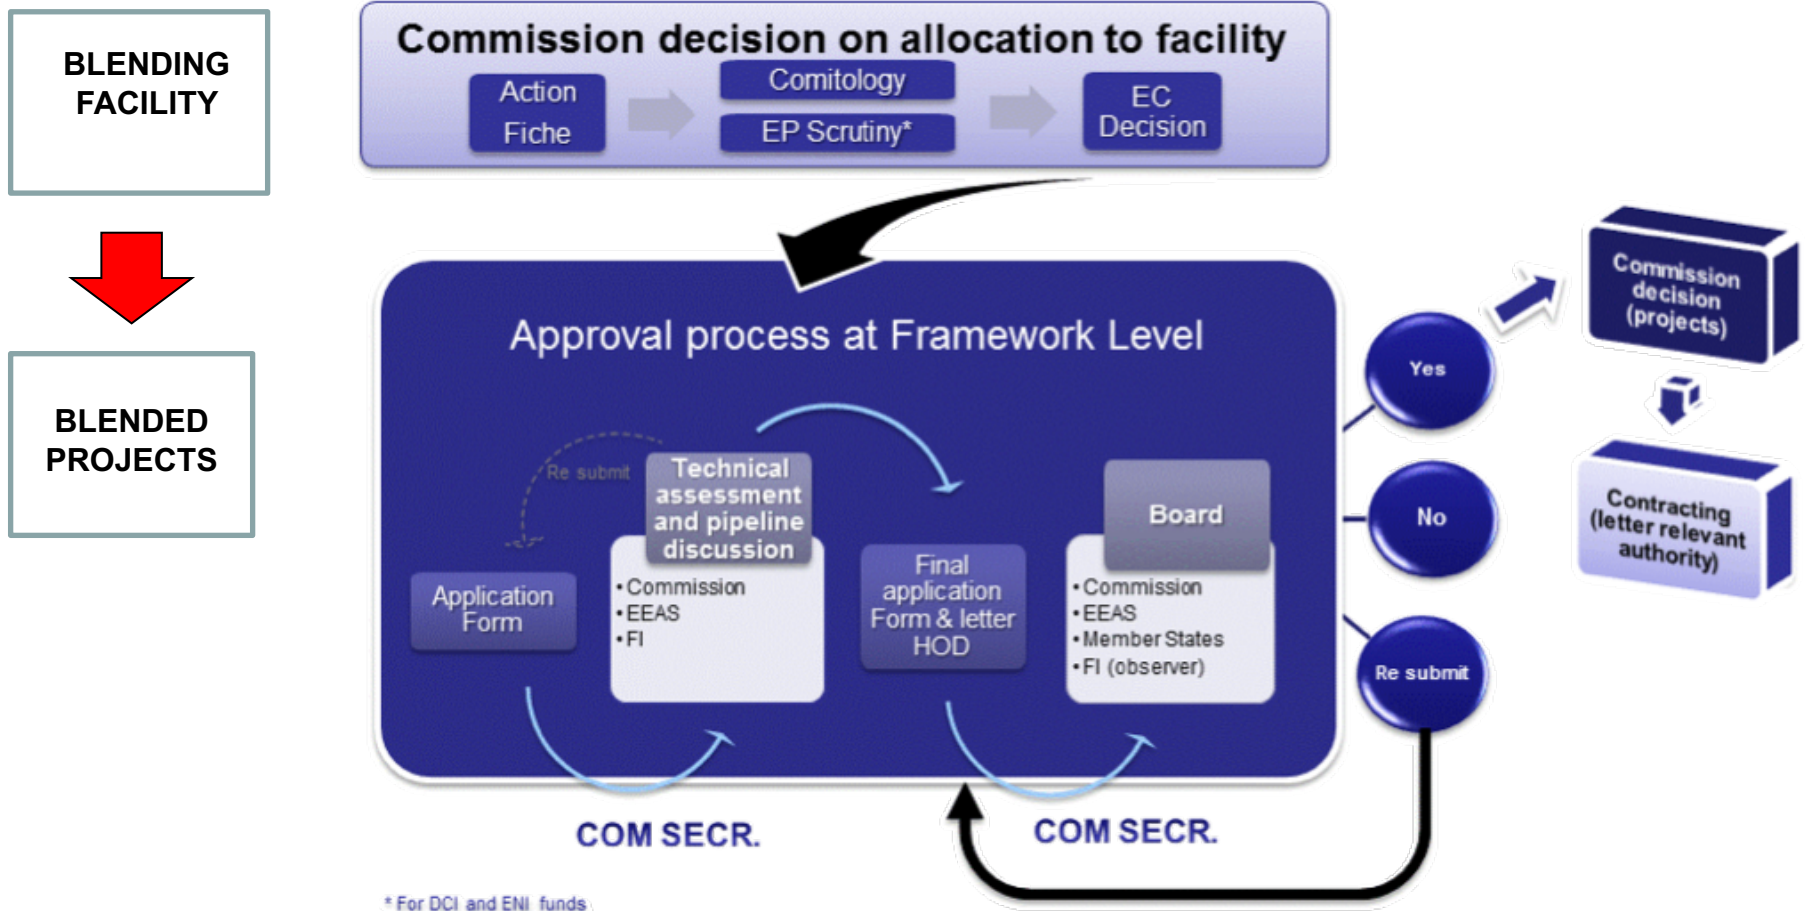 BLENDING
FACILITY
Commission decision on allocation to facility
Action
Fiche
Comitology
EP Scrutiny*
EC
Decision
BLENDED
PROJECTS
Approval process at Framework Level
Re submit
Application
Form
Technical
assessment
and pipeline
discussion
•Commission
•EEAS
•FI
Final
application
Form & letter
HOD
Board
•Commission
•EEAS
•Member States
•FI (observer)
COM SECR.
COM SECR.
Yes
No
Re submit
Commission
decision
(projects)
Contracting
(letter relevant
authority)
* For DCI and ENI funds